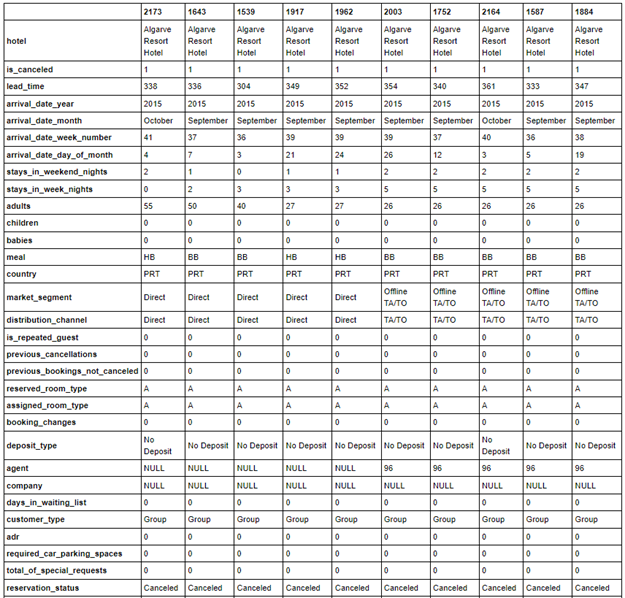 2173 1643 1539 1917 1962 2003 1752 2164 1587 1884
hotel Algarve Resort Hotel Algarve Resort Hotel Algarve Resort Hotel Algarve Resort Hotel Algarve Resort Hotel Algarve Resort Hotel Algarve Resort Hotel Algarve Resort Hotel Algarve Resort Hotel Algarve Resort Hotel
is_canceled 1 1 1 1 1 1 1 1 1 1
lead_time 338 336 304 349 352 354 340 361 333 347
arrival_date_year 2015 2015 2015 2015 2015 2015 2015 2015 2015 2015
arrival_date_month October September September September September September September October September September
arrival_date_week_number 41 37 36 39 39 39 37 40 36 38
arrival_date_day_of_month 4 7 3 21 24 26 12 3 5 19
stays_in_weekend_nights 2 1 0 1 1 2 2 2 2 2
stays_in_week_nights 0 2 3 3 3 5 5 5 5 5
adults 55 50 40 27 27 26 26 26 26 26
children 0 0 0 0 0 0 0 0 0 0
babies 0 0 0 0 0 0 0 0 0 0
meal HB BB BB HB HB BB BB BB BB BB
country PRT PRT PRT PRT PRT PRT PRT PRT PRT PRT
market_segment Direct Direct Direct Direct Direct Offline TA/TO Offline TA/TO Offline TA/TO Offline TA/TO Offline TA/TO
distribution_channel Direct Direct Direct Direct Direct TA/TO TA/TO TA/TO TA/TO TA/TO
is_repeated_guest 0 0 0 0 0 0 0 0 0 0
previous_cancellations 0 0 0 0 0 0 0 0 0 0
previous_bookings_not_canceled 0 0 0 0 0 0 0 0 0 0
reserved_room_type A A A A A A A A A A
assigned_room_type A A A A A A A A A A
booking_changes 0 0 0 0 0 0 0 0 0 0
deposit_type No Deposit No Deposit No Deposit No Deposit No Deposit No Deposit No Deposit No Deposit No Deposit No Deposit
agent NULL NULL NULL NULL NULL 96 96 96 96 96
company NULL NULL NULL NULL NULL NULL NULL NULL NULL NULL
days_in_waiting_list 0 0 0 0 0 0 0 0 0 0
customer_type Group Group Group Group Group Group Group Group Group Group
adr 0 0 0 0 0 0 0 0 0 0
required_car_parking_spaces 0 0 0 0 0 0 0 0 0 0
total_of_special_requests 0 0 0 0 0 0 0 0 0 0
reservation_status Canceled Canceled Canceled Canceled Canceled Canceled Canceled Canceled Canceled Canceled